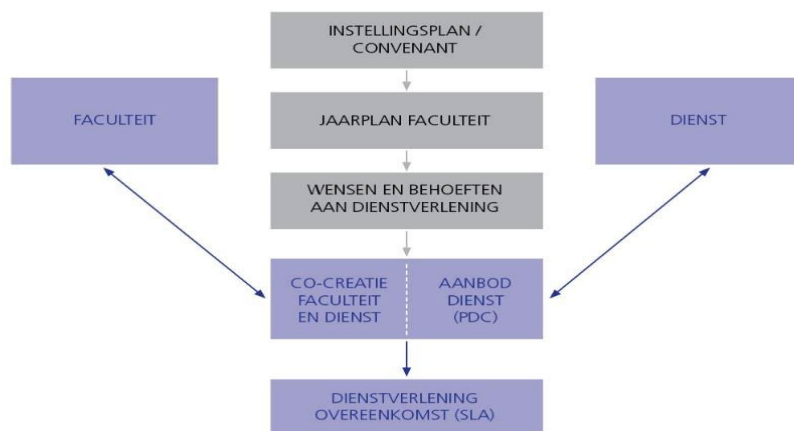 INSTELLINGSPLAN /
CONVENANT
FACULTEIT
JAARPLAN FACULTEIT
DIENST
WENSEN EN BEHOEFTEN
AAN DIENSTVERLENING
CO-CREATIE
FACULTEIT
EN DIENST
AANBOD
DIENST
(PDC)
DIENSTVERLENING
OVEREENKOMST (SLA)